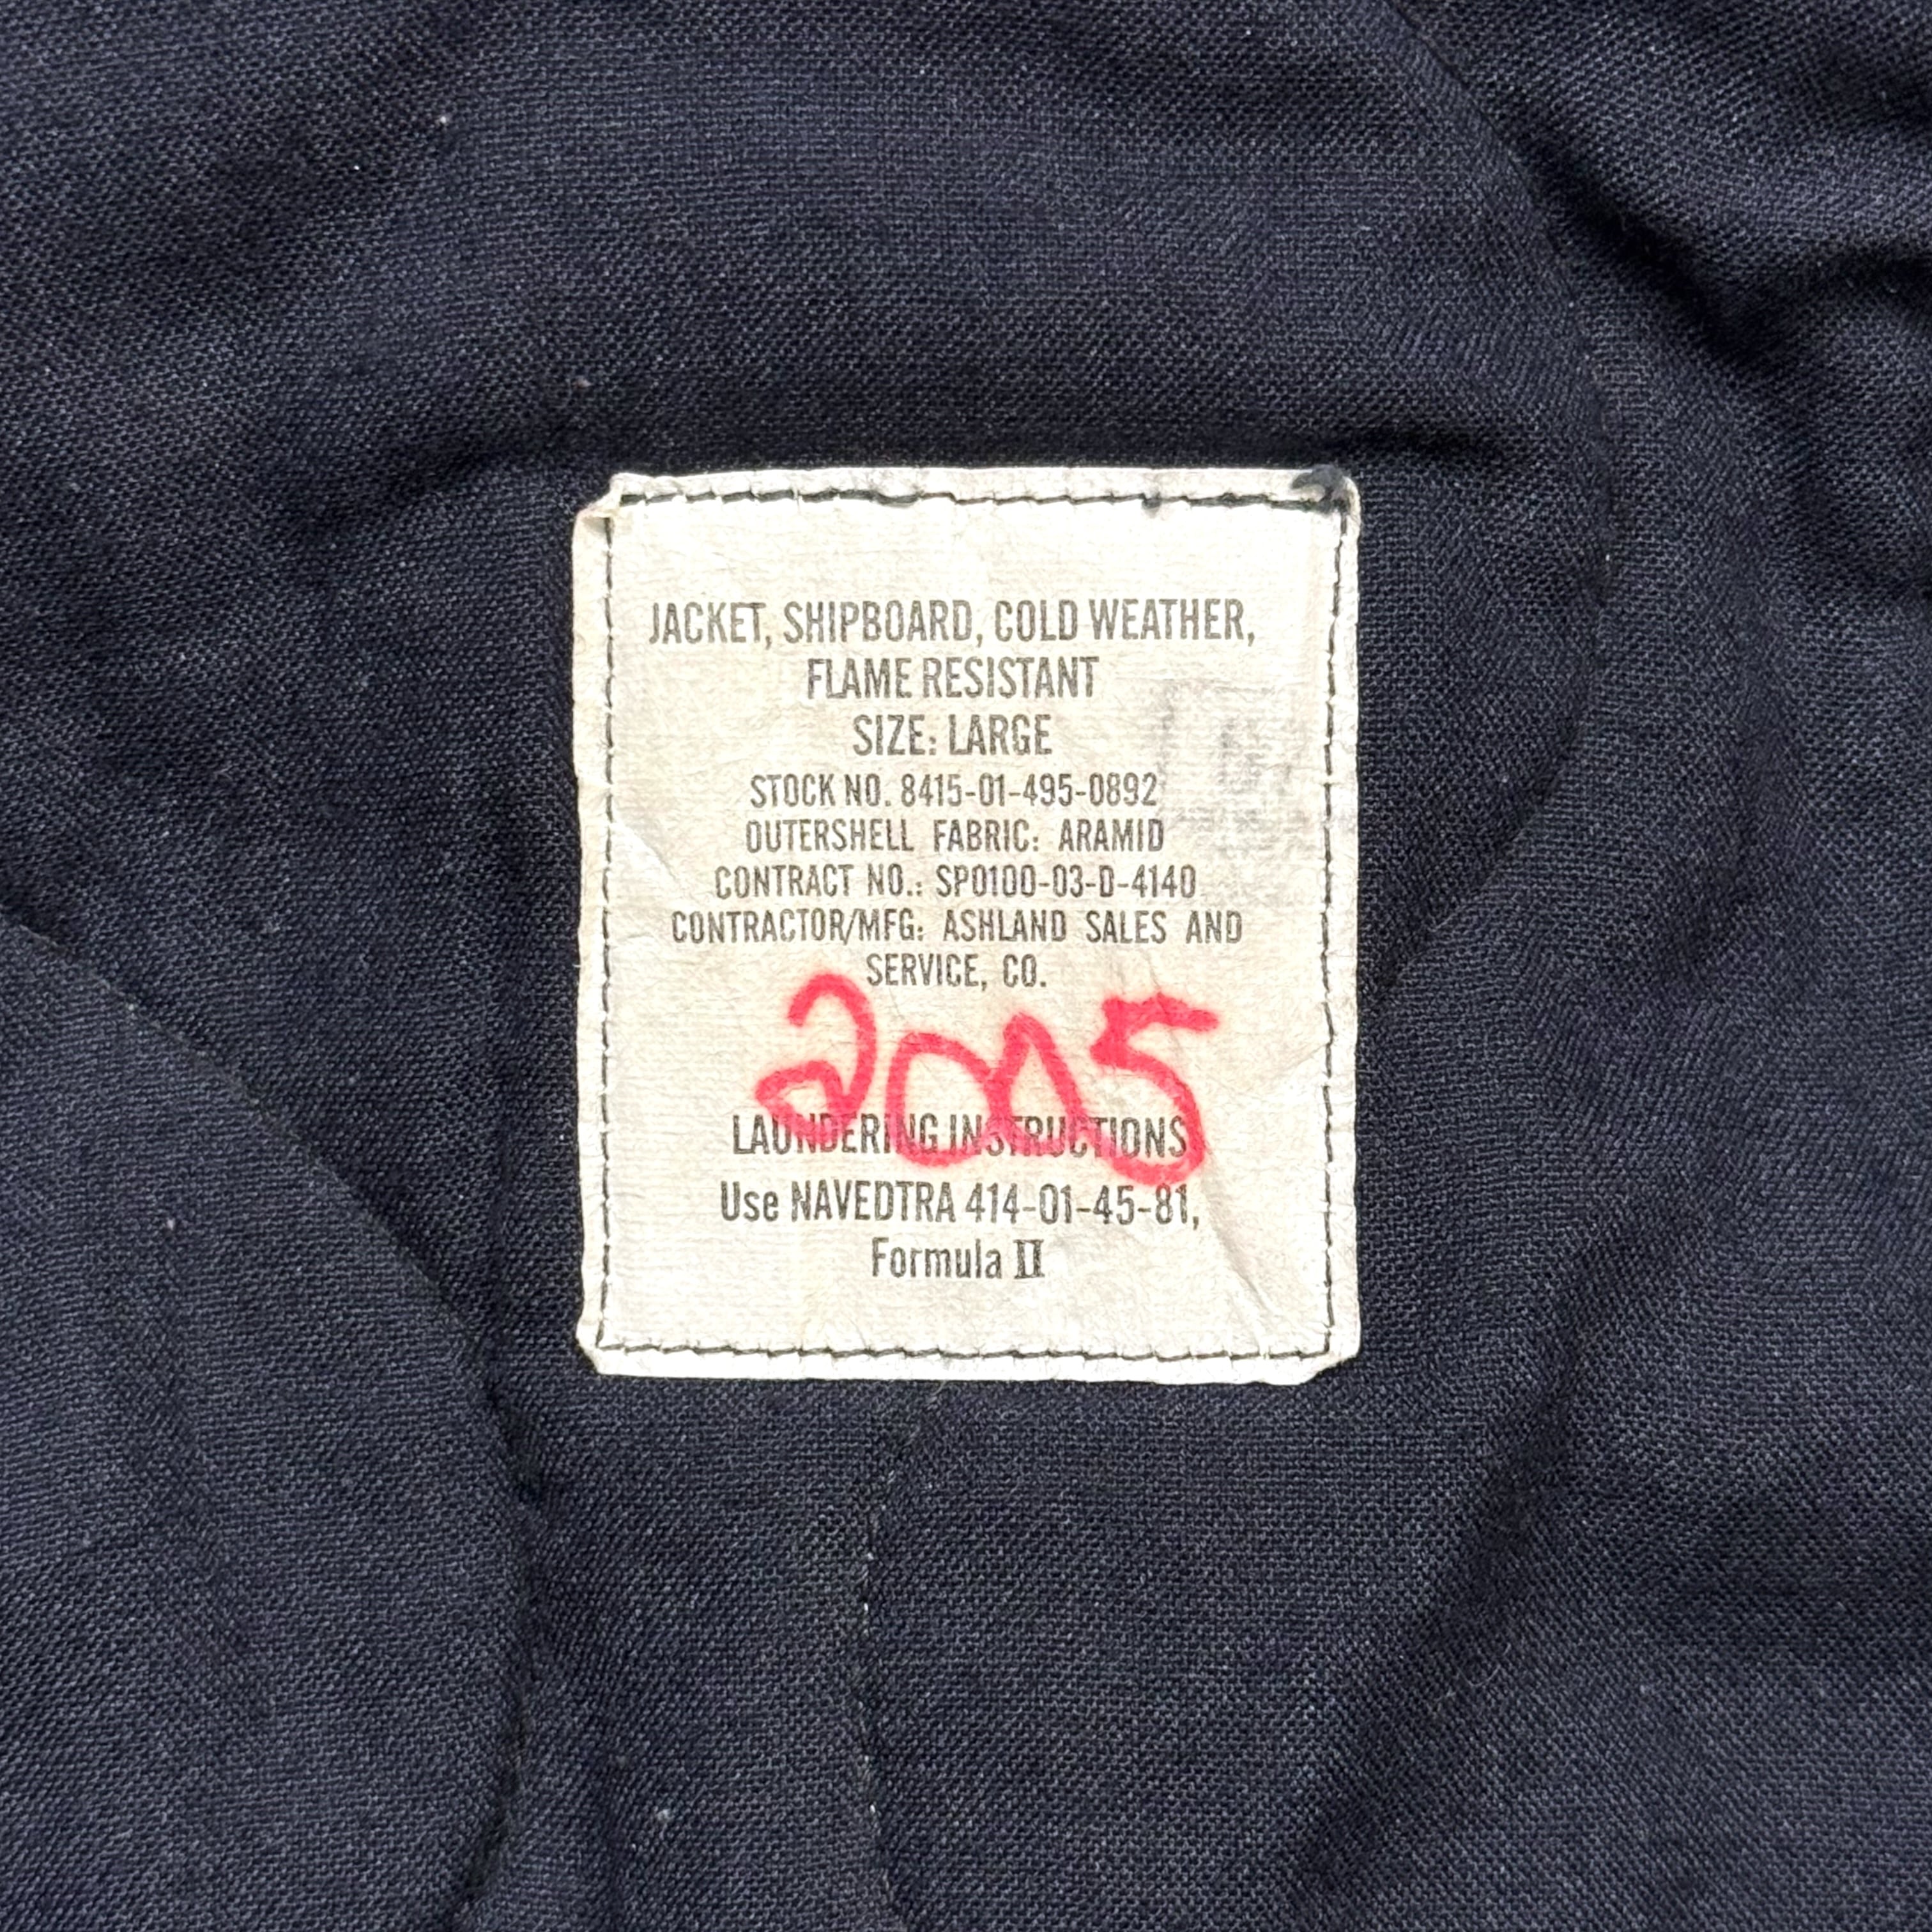 JACKET, SHIPBOARD, COLD WEATHER,
FLAME RESISTANT
SIZE: LARGE
STOCK NO. 8415-01-495-0892
OUTERSHELL FABRIC: ARAMID
CONTRACT NO.: SP0100-03-D-4140
CONTRACTOR/MFG: ASHLAND SALES AND
SERVICE, CO.
2005
LAUNDERING INSTRUCTIONS
Use NAVEDTRA 414-01-45-81,
Formula II